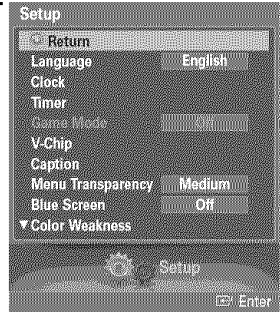 Setup
Return
Language English
Clock
Timer
Game Mode Off
V-Chip
Caption
Menu Transparency Medium
Blue Screen Off
▼ Color Weakness
Setup
Enter